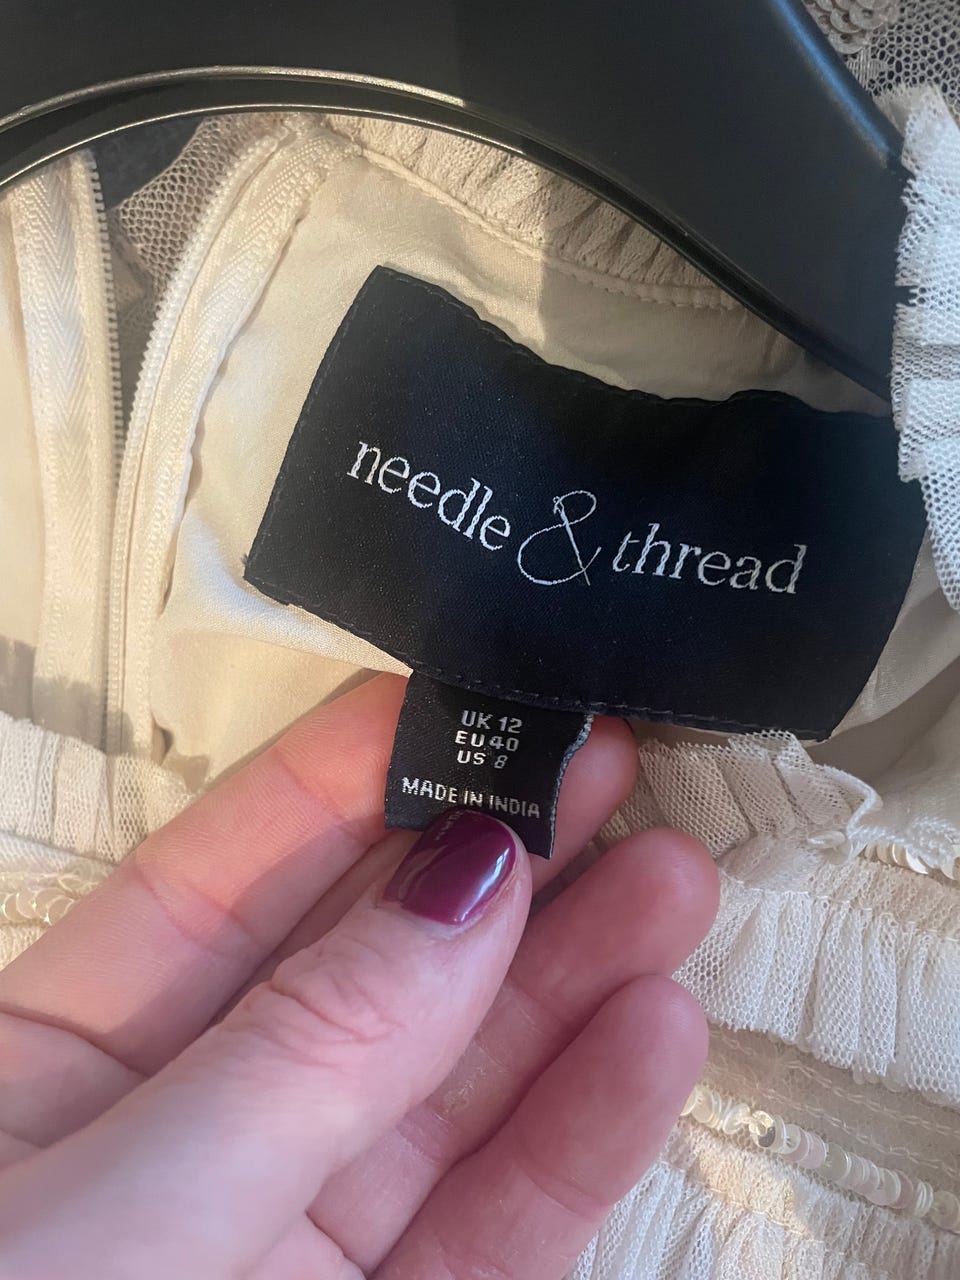 needle & thread
UK 12
EU 40
US 8
MADE IN INDIA